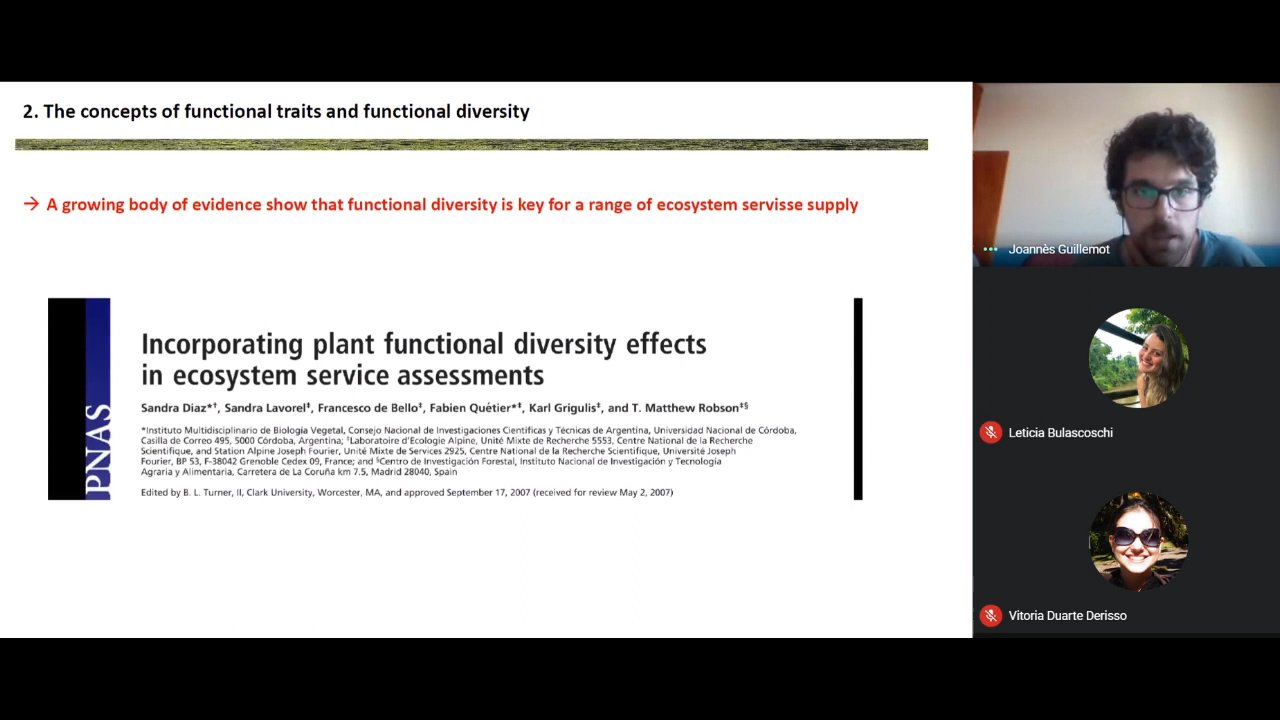 2. The concepts of functional traits and functional diversity
→ A growing body of evidence show that functional diversity is key for a range of ecosystem servisse supply
PNAS
Incorporating plant functional diversity effects
in ecosystem service assessments
Sandra Díaz*†, Sandra Lavorel‡, Francesco de Bello‡, Fabien Quétier*‡, Karl Grigulis‡, and T. Matthew Robson‡§
*Instituto Multidisciplinario de Biología Vegetal, Consejo Nacional de Investigaciones Científicas y Técnicas de Argentina, Universidad Nacional de Córdoba,
Casilla de Correo 495, 5000 Córdoba, Argentina; ‡Laboratoire d'Ecologie Alpine, Unité Mixte de Recherche 5553, Centre National de la Recherche
Scientifique, and Station Alpine Joseph Fourier, Unité Mixte de Services 2925, Centre National de la Recherche Scientifique, Université Joseph
Fourier, BP 53, F-38042 Grenoble Cedex 09, France; and §Centro de Investigación Forestal, Instituto Nacional de Investigación y Tecnología
Agraria y Alimentaria, Carretera de La Coruña km 7.5, Madrid 28040, Spain
Edited by B. L. Turner, II, Clark University, Worcester, MA, and approved September 17, 2007 (received for review May 2, 2007)
Joannès Guillemot
Leticia Bulascoschi
Vitoria Duarte Derisso